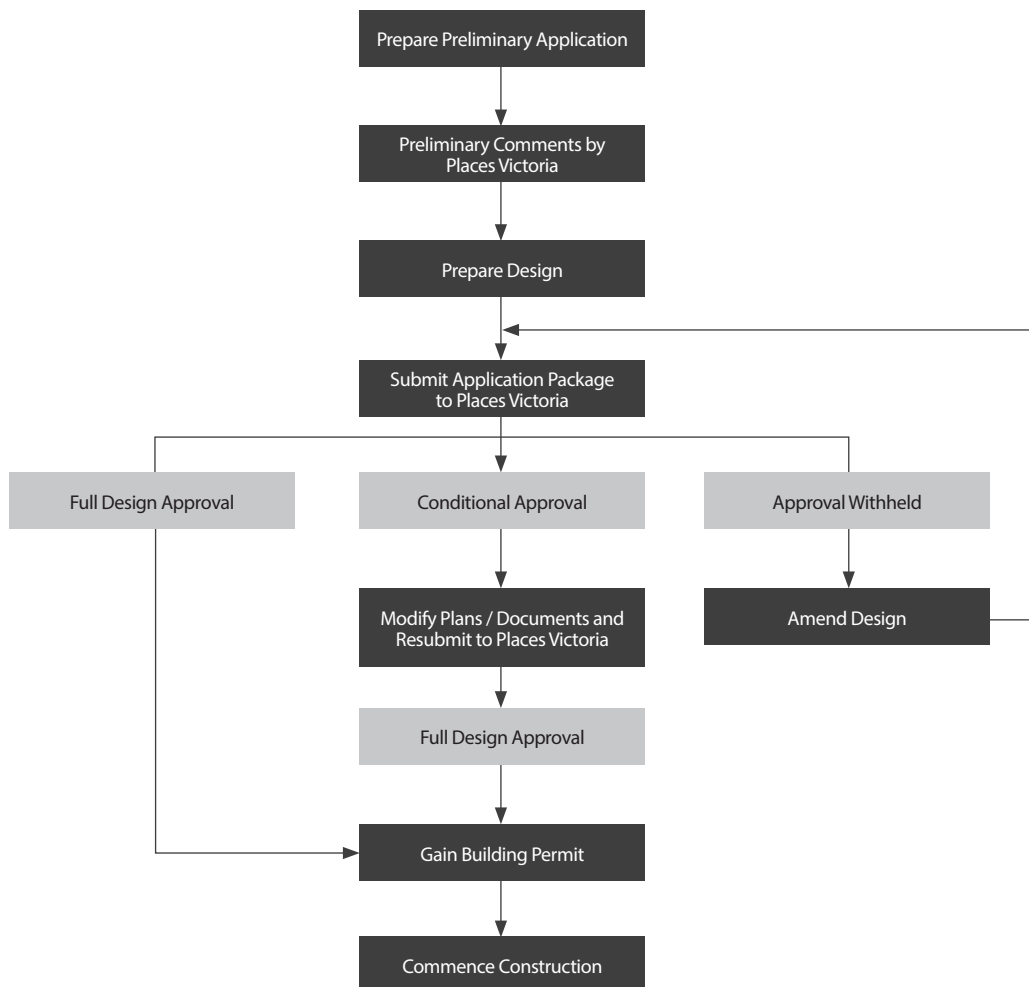 Prepare Preliminary Application
Preliminary Comments by
Places Victoria
Prepare Design
Submit Application Package
to Places Victoria
Full Design Approval
Conditional Approval
Approval Withheld
Modify Plans / Documents and
Resubmit to Places Victoria
Amend Design
Full Design Approval
Gain Building Permit
Commence Construction